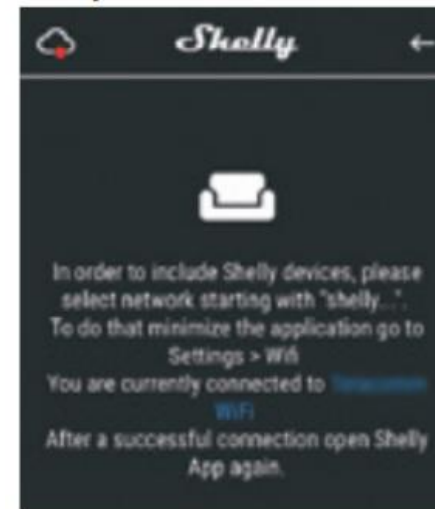 Shelly
In order to include Shelly devices, please
select network starting with "shelly...".
To do that minimize the application go to
Settings > Wifi
You are currently connected to
WiFi
After a successful connection open Shelly
App again.